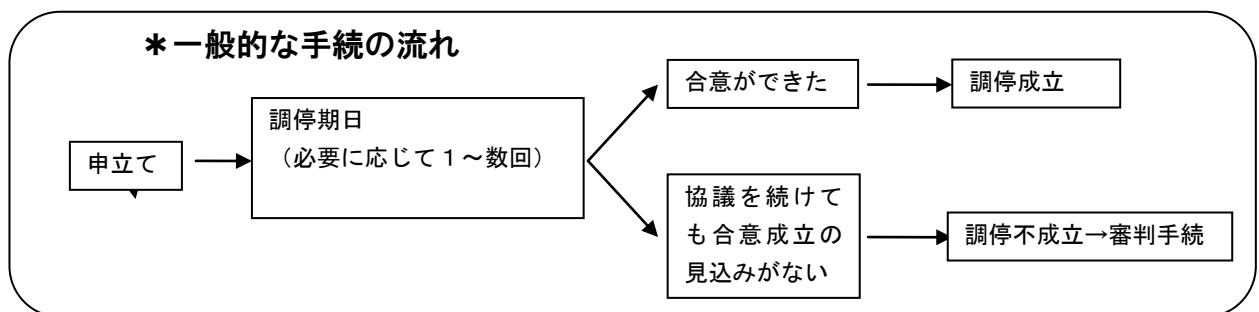 ＊一般的な手続の流れ
申立て
調停期日
（必要に応じて１～数回）
合意ができた
調停成立
協議を続けて
も合意成立の
見込みがない
調停不成立→審判手続